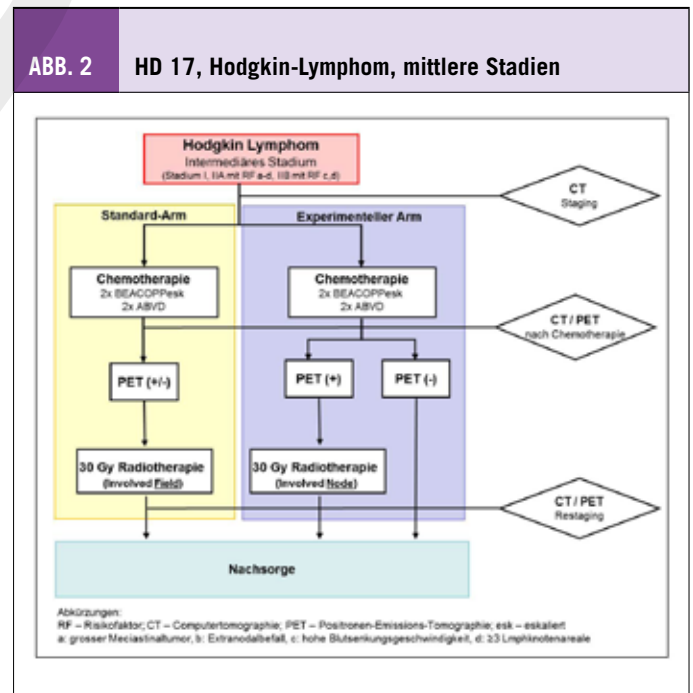 ABB. 2
HD 17, Hodgkin-Lymphom, mittlere Stadien
Hodgkin Lymphom
Intermediäres Stadium
(Stadium I, IIA mit RF a-d, IIB mit RF c,d)
CT
Staging
Standard-Arm
Experimenteller Arm
Chemotherapie
2x BEACOPPesk
2x ABVD
Chemotherapie
2x BEACOPPesk
2x ABVD
CT / PET
nach Chemotherapie
PET (+/-)
PET (+)
PET (-)
30 Gy Radiotherapie
(Involved Field)
30 Gy Radiotherapie
(Involved Node)
CT / PET
Restaging
Nachsorge
Abkürzungen:
RF – Risikofaktor; CT – Computertomographie; PET – Positronen-Emissions-Tomographie; esk – eskaliert
a: grosser Meciastinaltumor, b: Extranodalbefall, c: hohe Blutsenkungsgeschwindigkeit, d: ≥3 Lmphknotenareale